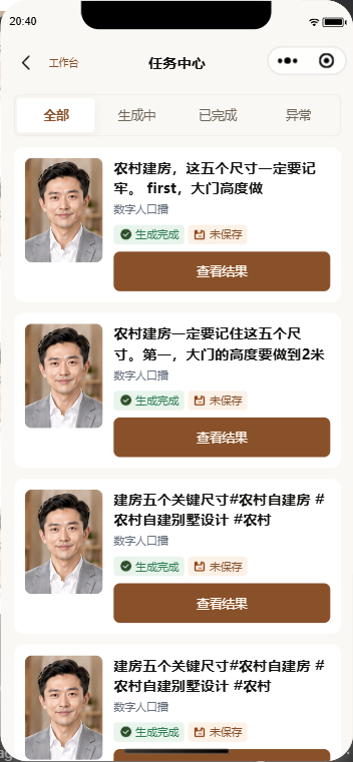 20:40
工作台
任务中心
全部 生成中 已完成 异常
农村建房，这五个尺寸一定要记
牢。 first，大门高度做
数字人口播
生成完成 未保存
查看结果
农村建房一定要记住这五个尺
寸。第一，大门的高度要做到2米
数字人口播
生成完成 未保存
查看结果
建房五个关键尺寸#农村自建房 #
农村自建别墅设计 #农村
数字人口播
生成完成 未保存
查看结果
建房五个关键尺寸#农村自建房 #
农村自建别墅设计 #农村
数字人口播
生成完成 未保存